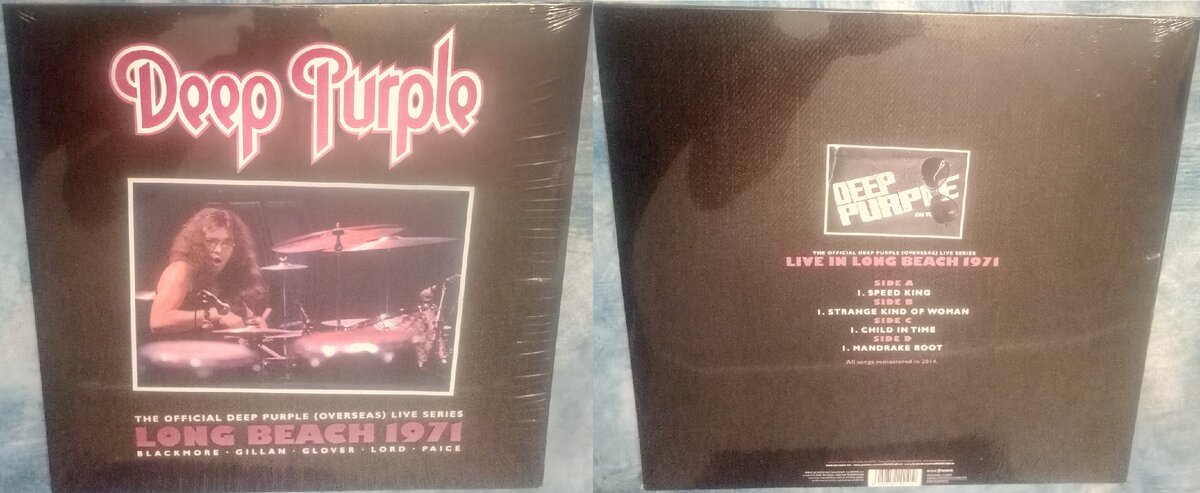 Deep Purple
THE OFFICIAL DEEP PURPLE (OVERSEAS) LIVE SERIES
LONG BEACH 1971
BLACKMORE · GILLAN · GLOVER · LORD · PAICE
DEEP
PURPLE
THE OFFICIAL DEEP PURPLE (OVERSEAS) LIVE SERIES
LIVE IN LONG BEACH 1971
SIDE A
1. SPEED KING
SIDE B
1. STRANGE KIND OF WOMAN
SIDE C
1. CHILD IN TIME
SIDE D
1. MANDRAKE ROOT
All songs remastered in 2014.